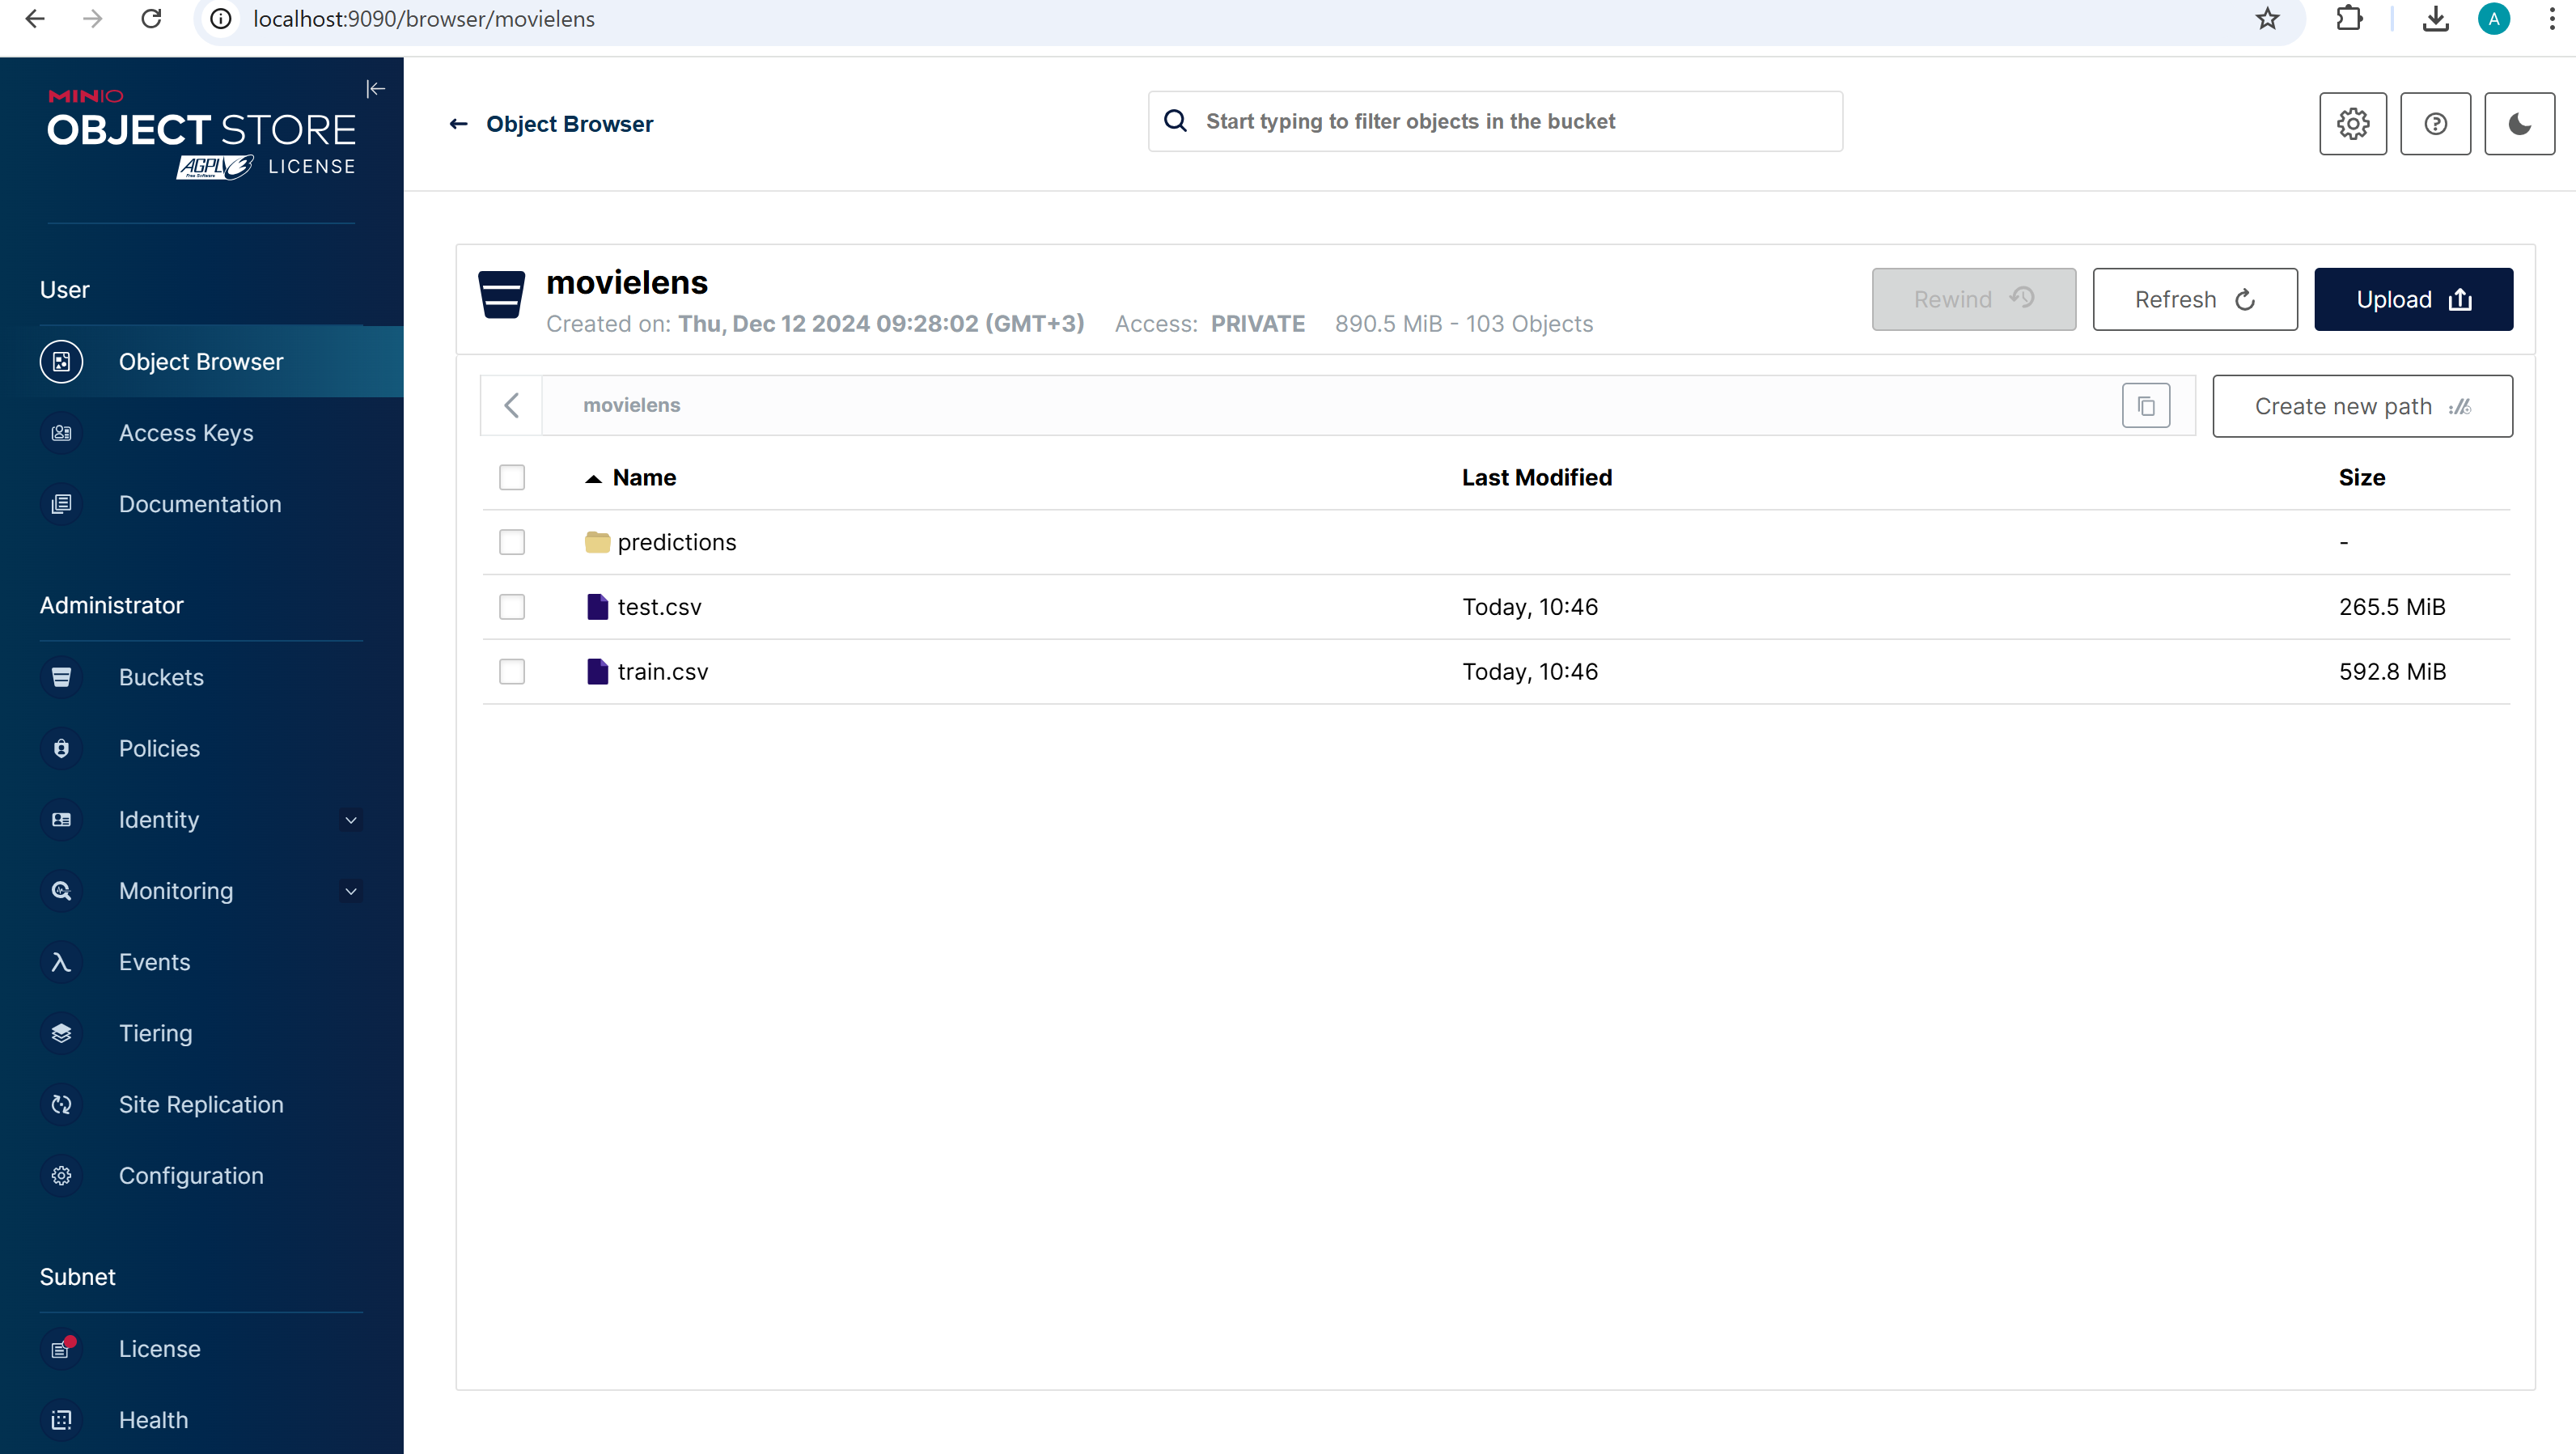 localhost:9090/browser/movielens
A
MINIO
OBJECT STORE
AGPL LICENSE
Free Software
Object Browser
Start typing to filter objects in the bucket
User
Object Browser
Access Keys
Documentation
Administrator
Buckets
Policies
Identity
Monitoring
Events
Tiering
Site Replication
Configuration
Subnet
License
Health
movielens
Created on: Thu, Dec 12 2024 09:28:02 (GMT+3) Access: PRIVATE 890.5 MiB - 103 Objects
Rewind Refresh Upload
movielens Create new path
Name Last Modified Size
predictions -
test.csv Today, 10:46 265.5 MiB
train.csv Today, 10:46 592.8 MiB